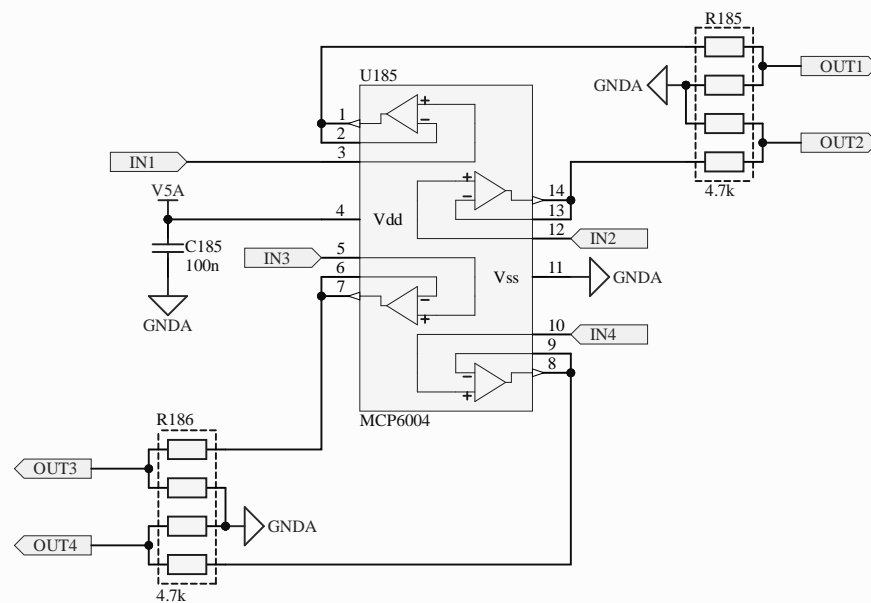 R185
OUT1
GNDA
OUT2
4.7k
U185
1
+
−
2
3
IN1
14
+
−
13
12
IN2
V5A
4
Vdd
C185
100n
GNDA
IN3
5
6
7
−
+
Vss
11
GNDA
10
IN4
9
8
−
+
MCP6004
R186
OUT3
GNDA
OUT4
4.7k